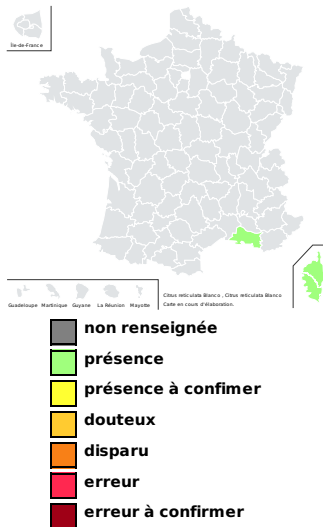 Île-de-France
Guadeloupe Martinique Guyane La Réunion Mayotte
Citrus reticulata Blanco , Citrus reticulata Blanco
Carte en cours d'élaboration.
non renseignée
présence
présence à confimer
douteux
disparu
erreur
erreur à confirmer